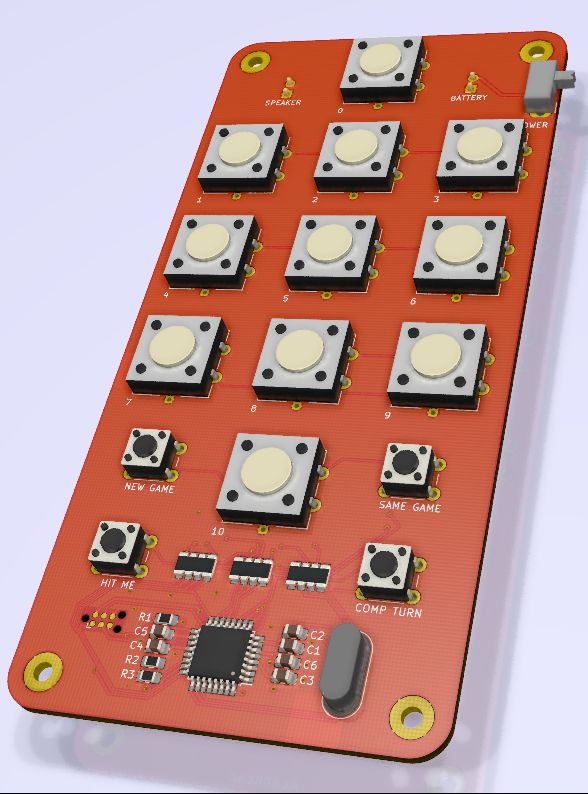 SPEAKER
0
BATTERY
OWER
1
2
3
4
5
6
7
8
9
NEW GAME
10
SAME GAME
HIT ME
COMP TURN
R1
C5
C4
R2
R3
C2
C1
C6
C3